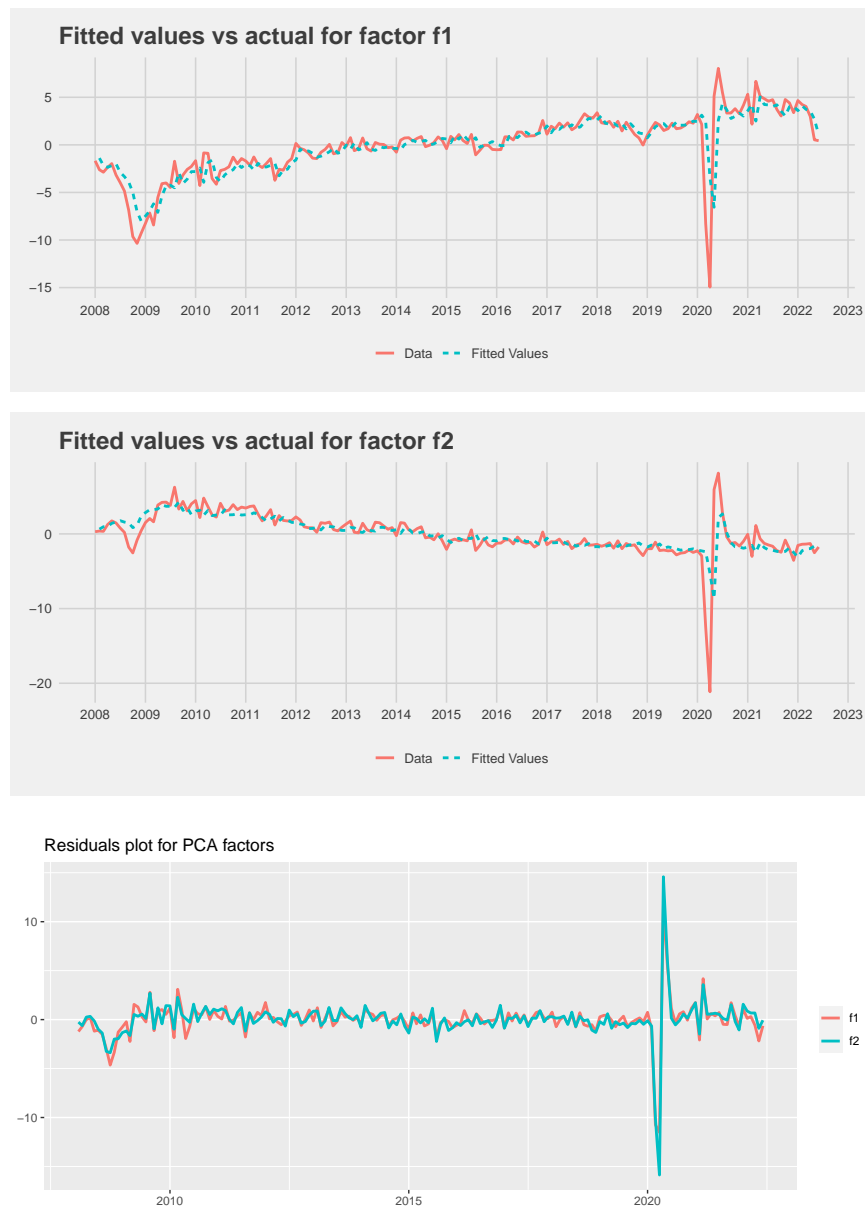 Fitted values vs actual for factor f1
5
0
−5
−10
−15
2008 2009 2010 2011 2012 2013 2014 2015 2016 2017 2018 2019 2020 2021 2022 2023
Data Fitted Values
Fitted values vs actual for factor f2
0
−10
−20
2008 2009 2010 2011 2012 2013 2014 2015 2016 2017 2018 2019 2020 2021 2022 2023
Data Fitted Values
Residuals plot for PCA factors
10
0
−10
2010 2015 2020
f1
f2